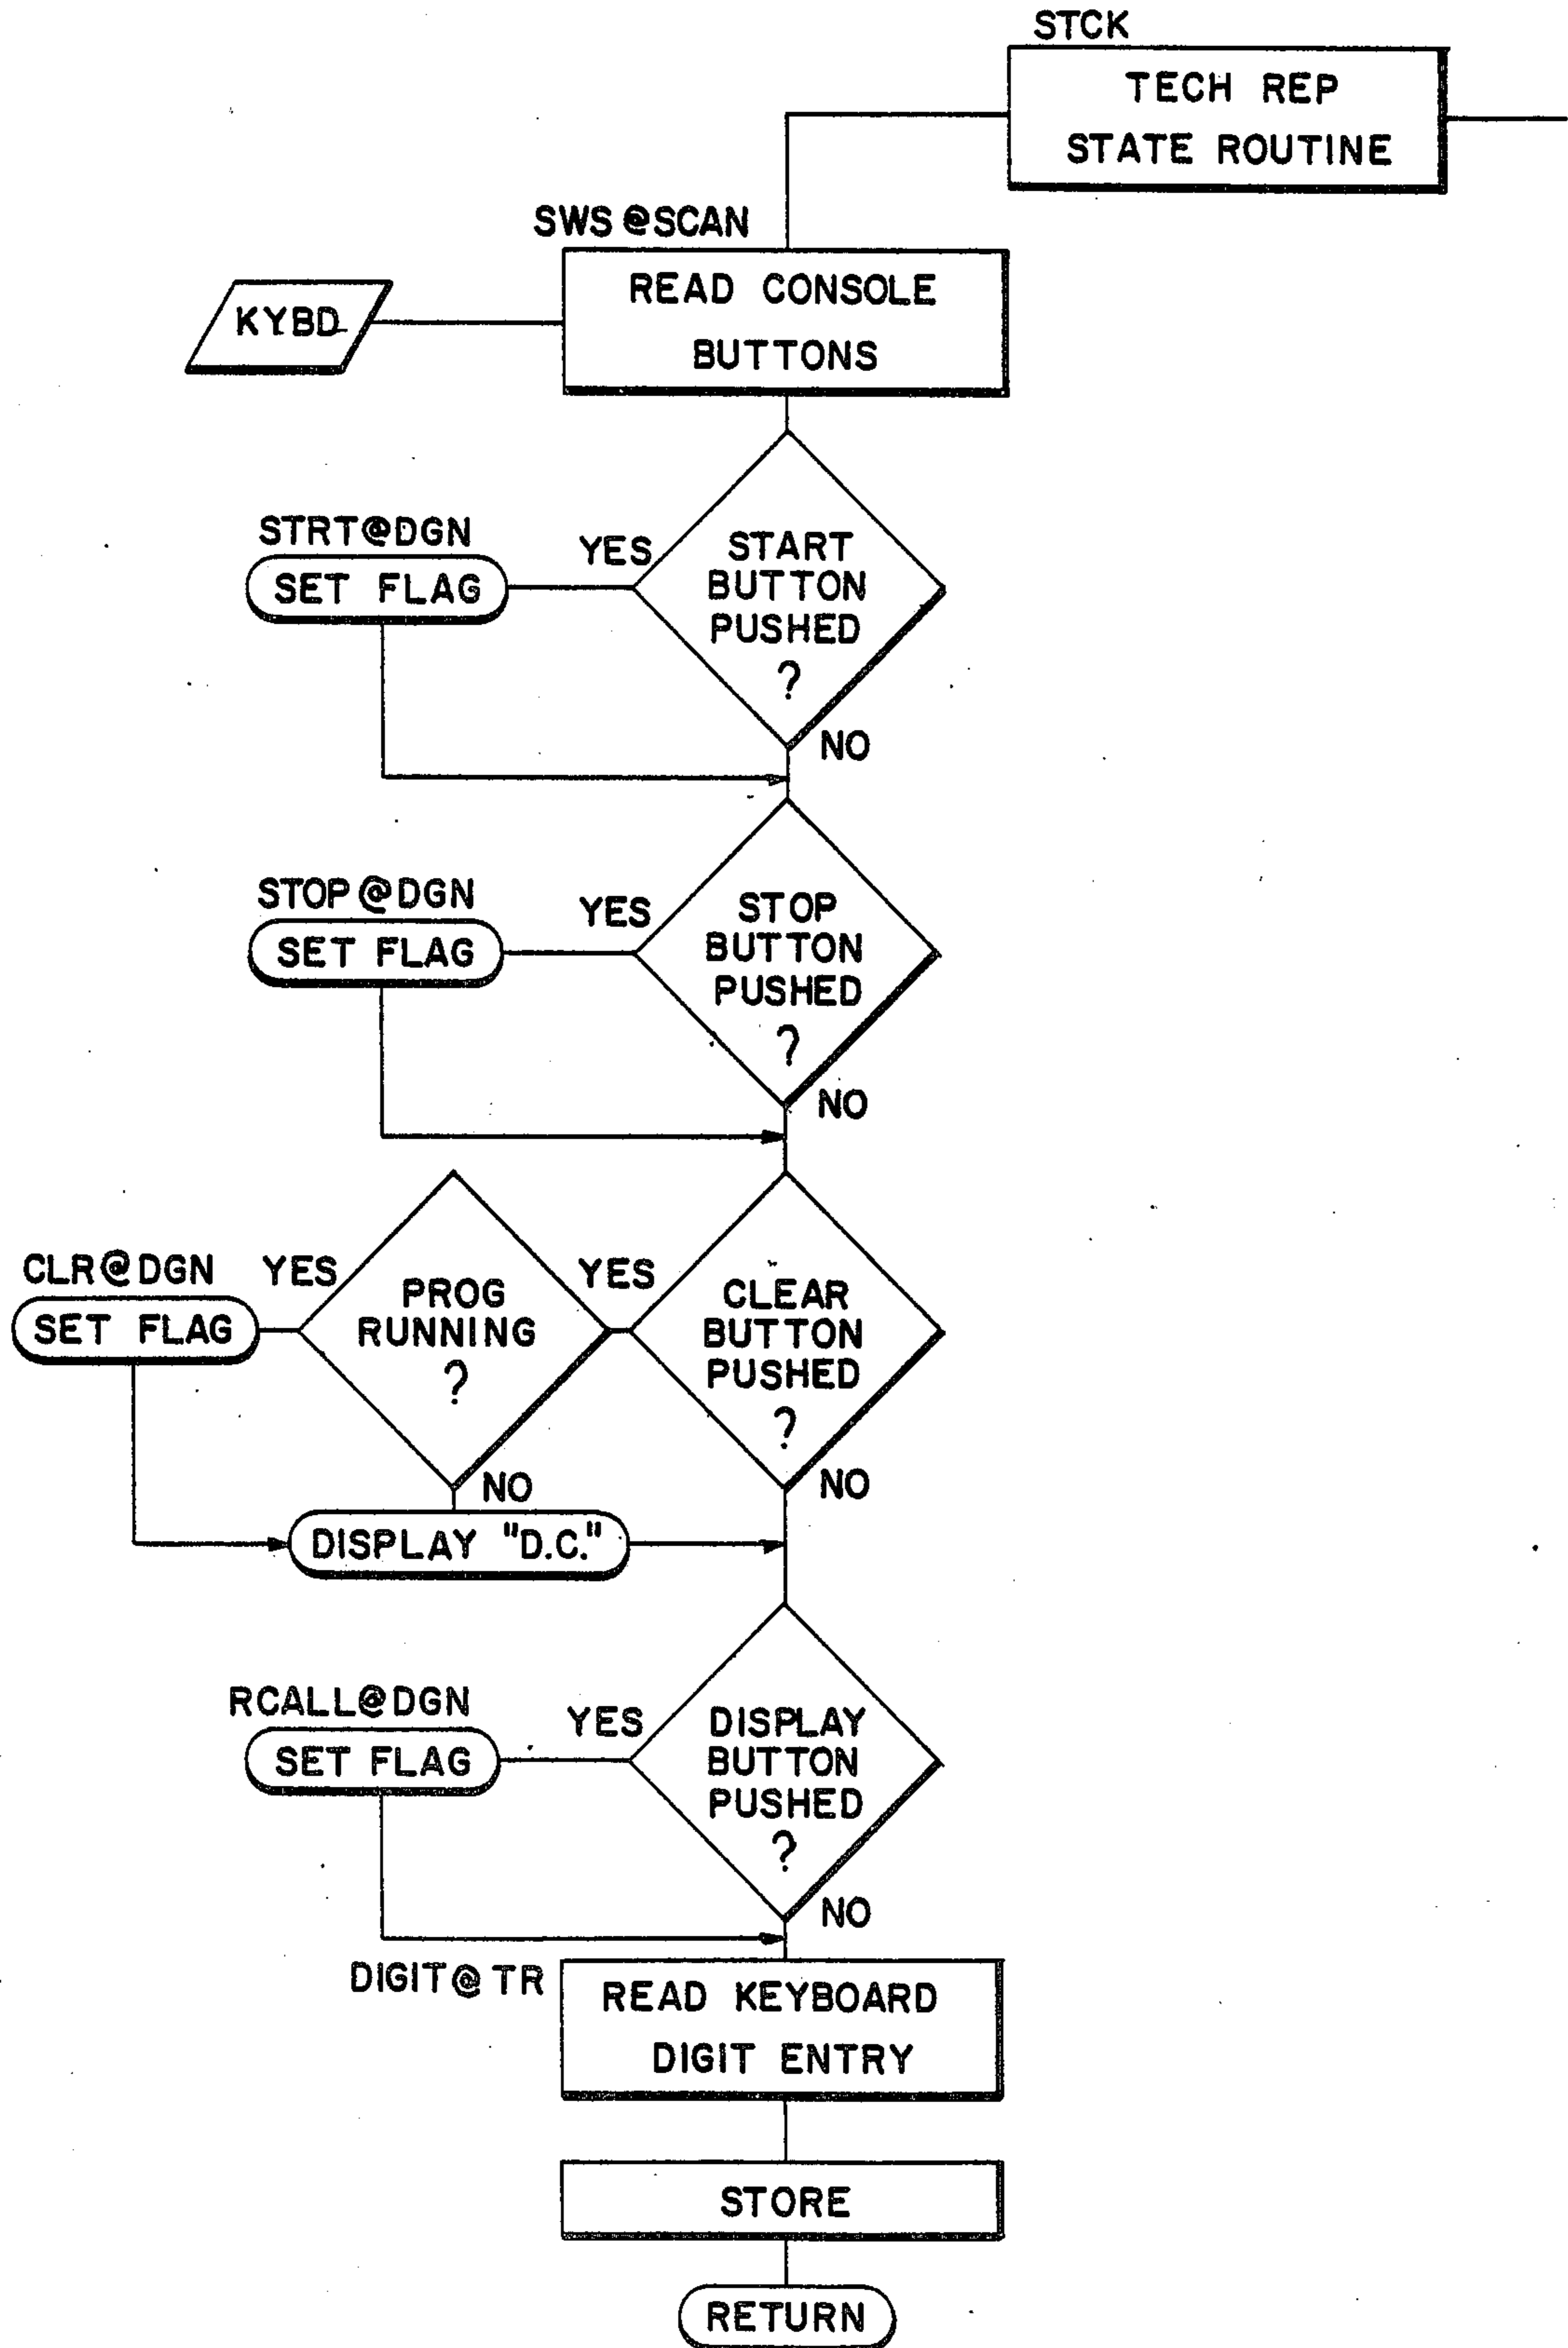 STCK
TECH REP
STATE ROUTINE
SWS @SCAN
READ CONSOLE
BUTTONS
KYBD
STRT@DGN
SET FLAG
YES
START
BUTTON
PUSHED
?
NO
STOP@DGN
SET FLAG
YES
STOP
BUTTON
PUSHED
?
NO
CLR@DGN
SET FLAG
YES
PROG
RUNNING
?
NO
YES
CLEAR
BUTTON
PUSHED
?
NO
DISPLAY "D.C."
RCALL@DGN
SET FLAG
YES
DISPLAY
BUTTON
PUSHED
?
NO
DIGIT@TR
READ KEYBOARD
DIGIT ENTRY
STORE
RETURN